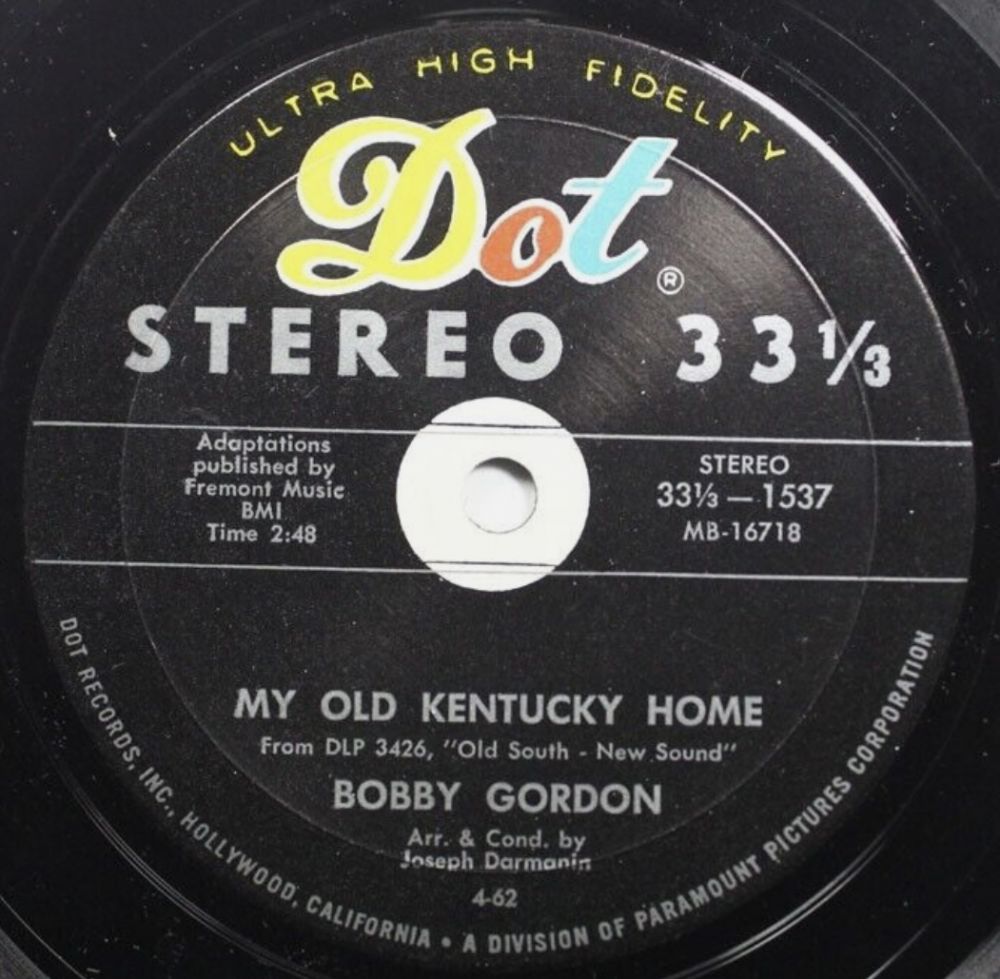 ULTRA HIGH FIDELITY
Dot®
STEREO 33⅓
Adaptations
published by
Fremont Music
BMI
Time 2:48
STEREO
33⅓ — 1537
MB-16718
MY OLD KENTUCKY HOME
From DLP 3426, "Old South - New Sound"
BOBBY GORDON
Arr. & Cond. by
Joseph Darmanin
4-62
DOT RECORDS, INC., HOLLYWOOD, CALIFORNIA • A DIVISION OF PARAMOUNT PICTURES CORPORATION